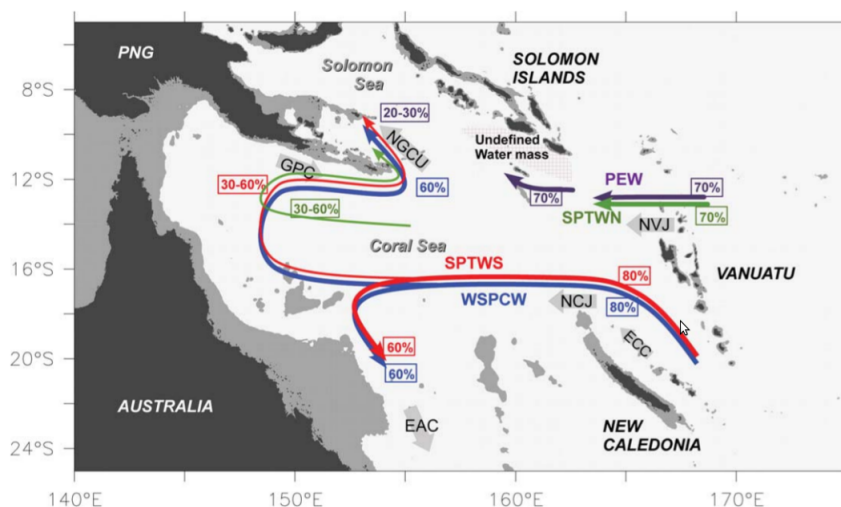 PNG
SOLOMON
ISLANDS
Solomon
Sea
8°S
20-30%
NGCU
Undefined
Water mass
GPC
12°S
30-60%
60%
PEW
70%
70%
SPTWN
70%
30-60%
NVJ
Coral Sea
16°S
SPTWS
80%
VANUATU
WSPCW
NCJ
80%
60%
ECC
20°S
60%
AUSTRALIA
EAC
NEW
CALEDONIA
24°S
140°E
150°E
160°E
170°E